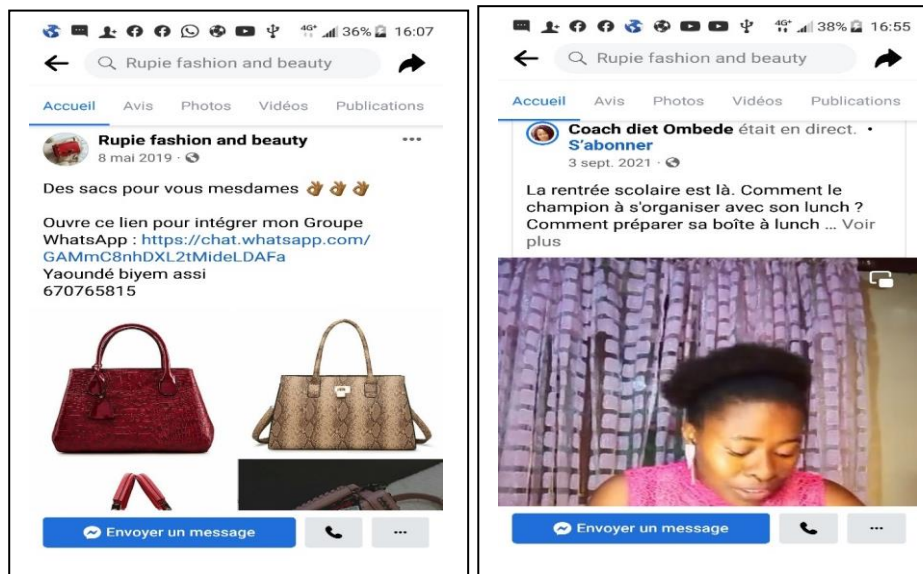 4G+ 36% 16:07
Rupie fashion and beauty
Accueil Avis Photos Vidéos Publications
Rupie fashion and beauty
8 mai 2019 ·
Des sacs pour vous mesdames 👌🏾👌🏾👌🏾
Ouvre ce lien pour intégrer mon Groupe
WhatsApp : https://chat.whatsapp.com/
GAMmC8nhDXL2tMideLDAFa
Yaoundé biyem assi
670765815
Envoyer un message
4G+ 38% 16:55
Rupie fashion and beauty
Accueil Avis Photos Vidéos Publications
Coach diet Ombede était en direct. •
S'abonner
3 sept. 2021 ·
La rentrée scolaire est là. Comment le
champion à s'organiser avec son lunch ?
Comment préparer sa boîte à lunch ... Voir
plus
Envoyer un message